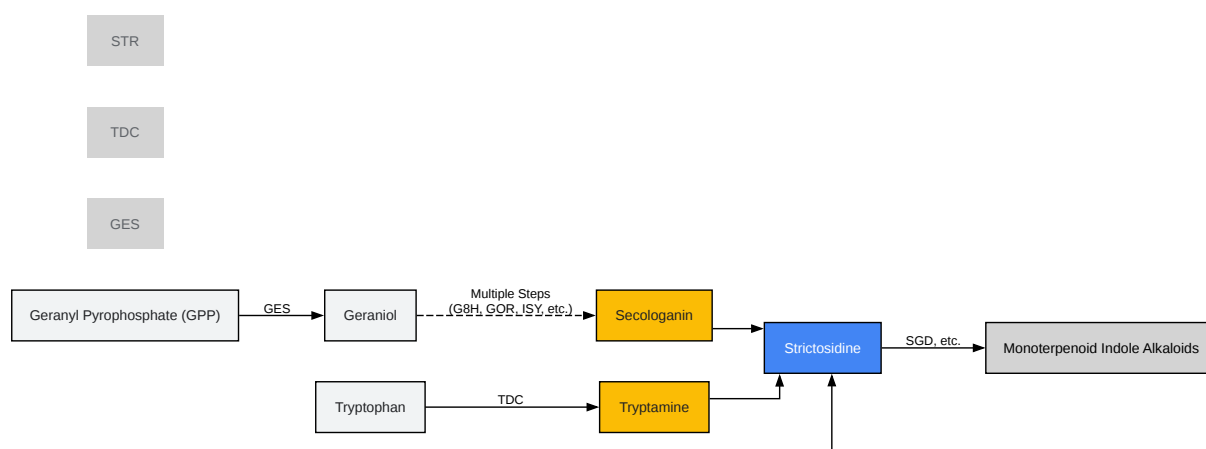 STR
TDC
GES
Geranyl Pyrophosphate (GPP)
GES
Geraniol
Multiple Steps
(G8H, GOR, ISY, etc.)
Secologanin
Strictosidine
SGD, etc.
Monoterpenoid Indole Alkaloids
Tryptophan
TDC
Tryptamine